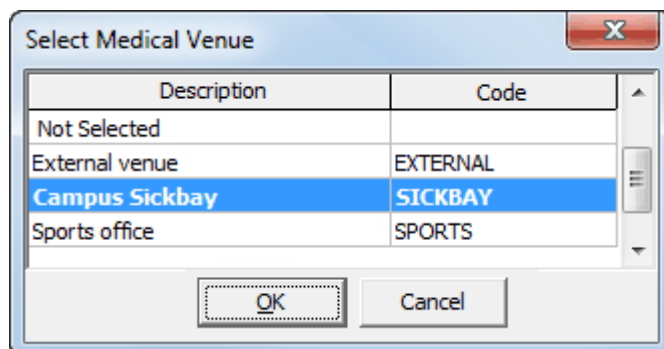 Select Medical Venue
Description Code
Not Selected
External venue EXTERNAL
Campus Sickbay SICKBAY
Sports office SPORTS
OK Cancel